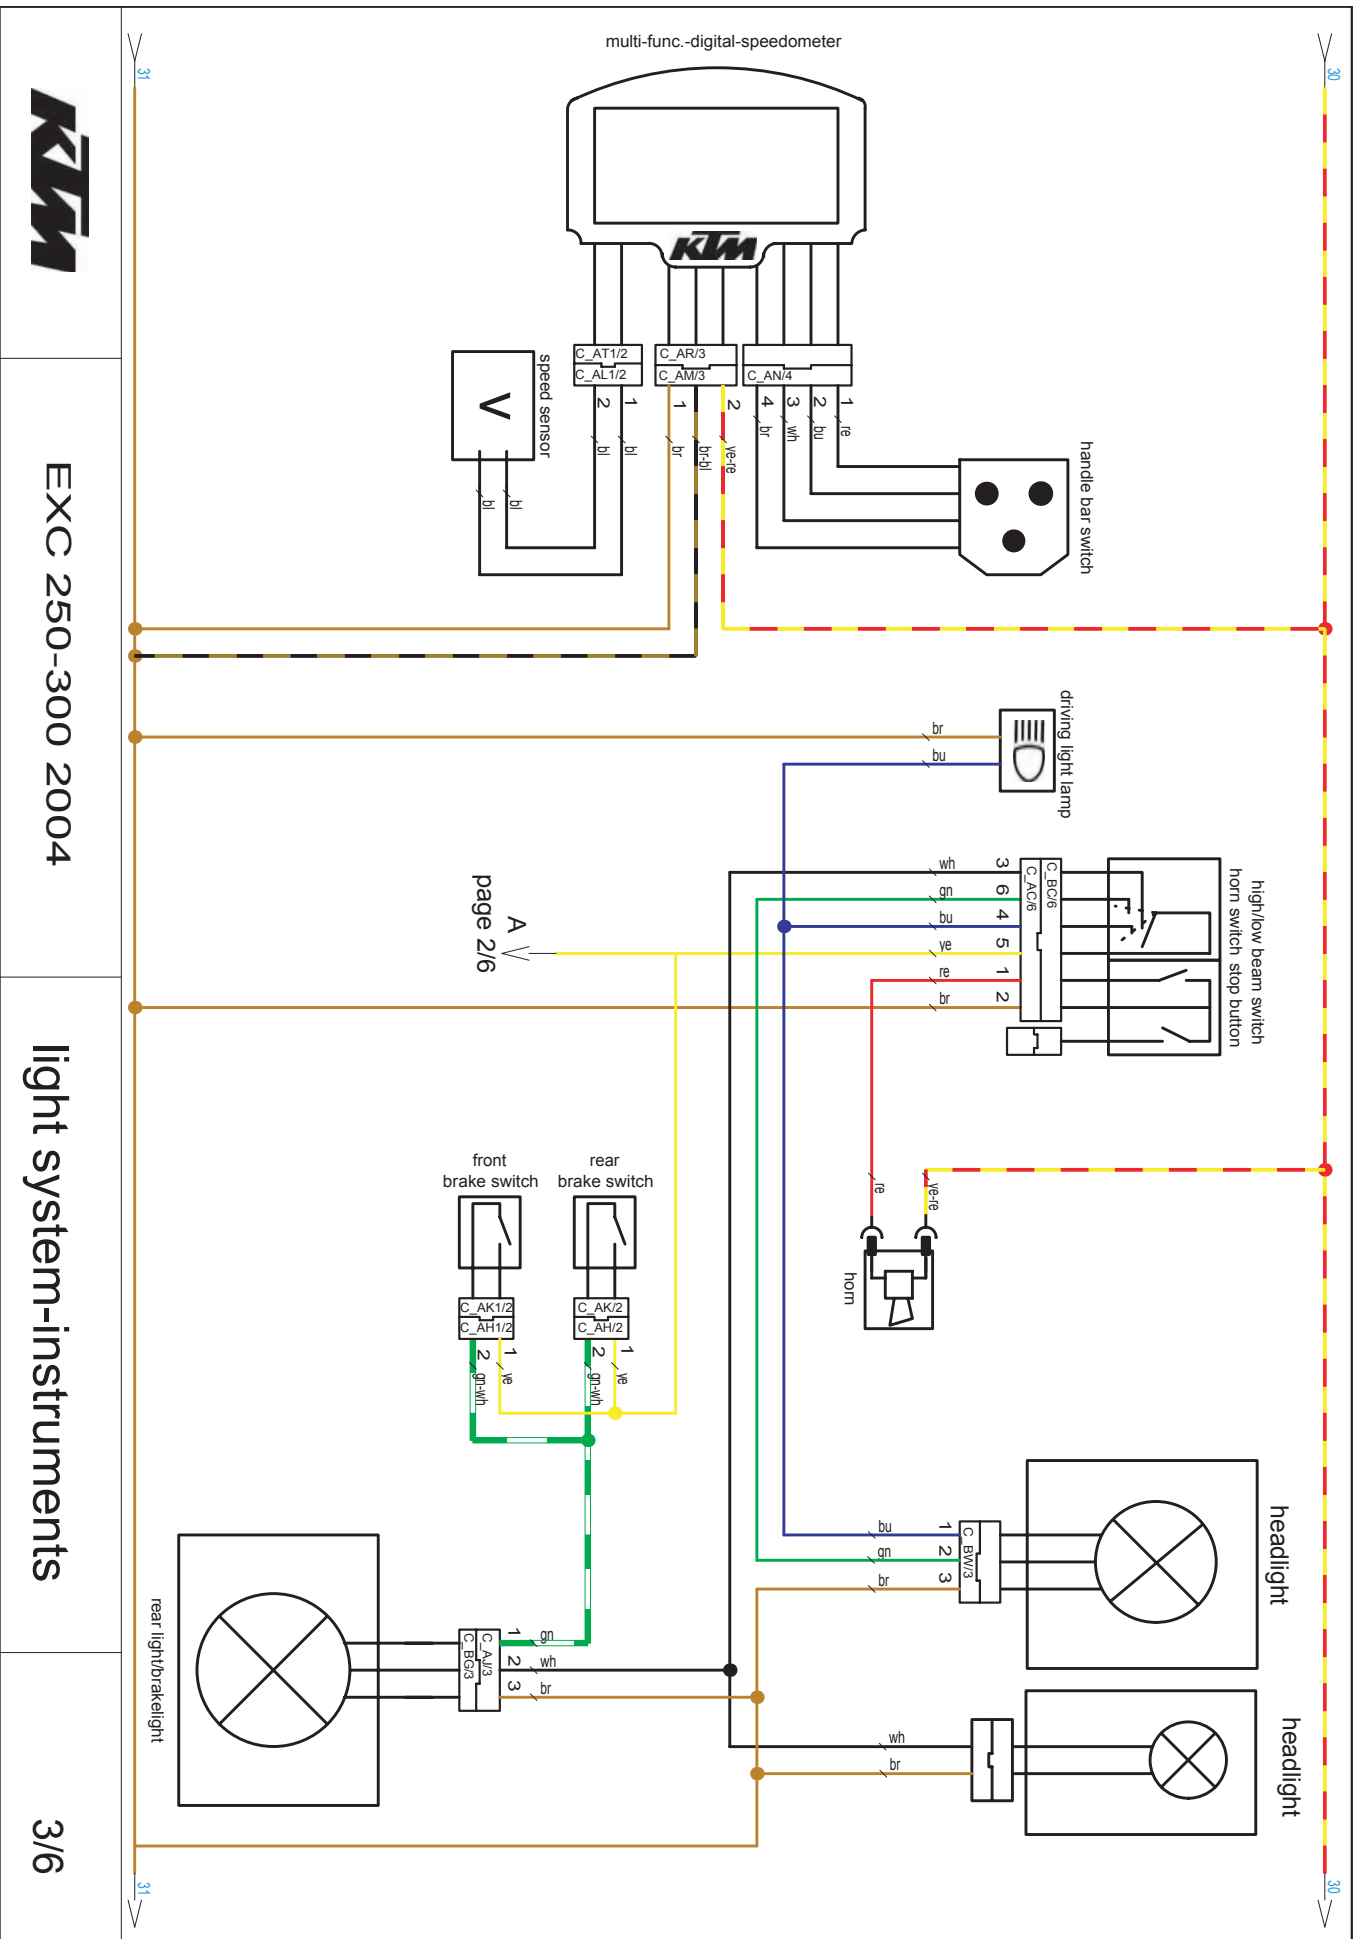 multi-func.-digital-speedometer
31
30
KTM
C_AT1/2
C_AL1/2
C_AR/3
C_AM/3
C_AN/4
2
1
1
2
4
3
2
1
bl
bl
br
br-bl
ye-re
br
wh
bu
re
speed sensor
V
bl
bl
handle bar switch
driving light lamp
br
bu
high/low beam switch
horn switch stop button
C_BC/6
C_AC/6
3
6
4
5
1
2
wh
gn
bu
ye
re
br
A
page 2/6
front
brake switch
rear
brake switch
C_AK1/2
C_AH1/2
C_AK/2
C_AH/2
2
1
2
1
gn-wh
ye
gn-wh
ye
re
ye-re
horn
headlight
C_BW/3
1
2
3
bu
gn
br
headlight
wh
br
rear light/brakelight
C_AJ/3
C_BG/3
1
2
3
gn
wh
br
31
30
KTM
EXC 250-300 2004
light system-instruments
3/6